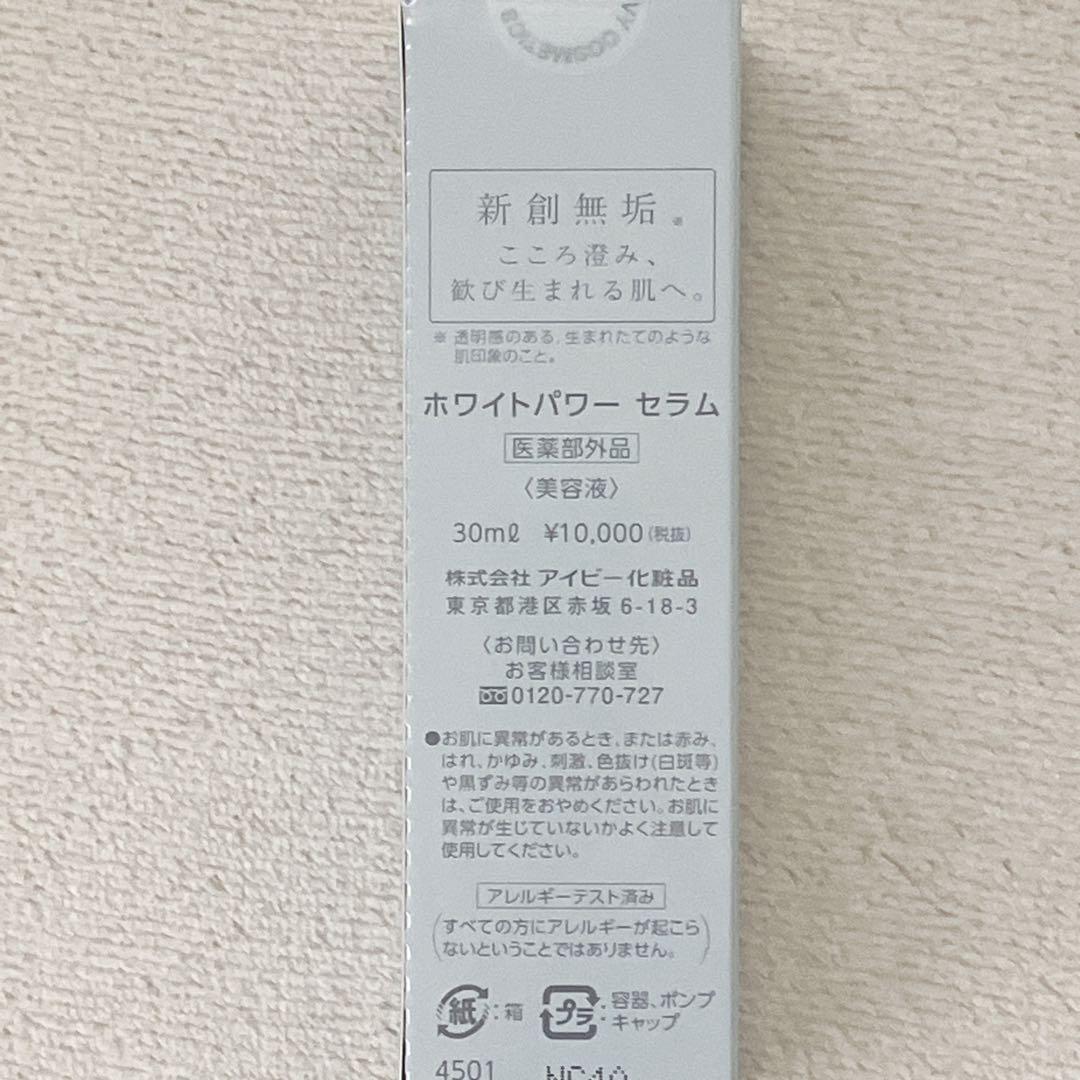 IVY COSMETICS
新創無垢※
こころ澄み、
歓び生まれる肌へ。
※ 透明感のある、生まれたてのような
肌印象のこと。
ホワイトパワー セラム
医薬部外品
〈美容液〉
30mℓ ¥10,000(税抜)
株式会社 アイビー化粧品
東京都港区赤坂 6-18-3
〈お問い合わせ先〉
お客様相談室
0120-770-727
●お肌に異常があるとき、または赤み、
はれ、かゆみ、刺激、色抜け(白斑等)
や黒ずみ等の異常があらわれたとき
は、ご使用をおやめください。お肌に
異常が生じていないかよく注意して
使用してください。
アレルギーテスト済み
(すべての方にアレルギーが起こら
ないということではありません。)
紙:箱
プラ:容器、ポンプ
キャップ
4501